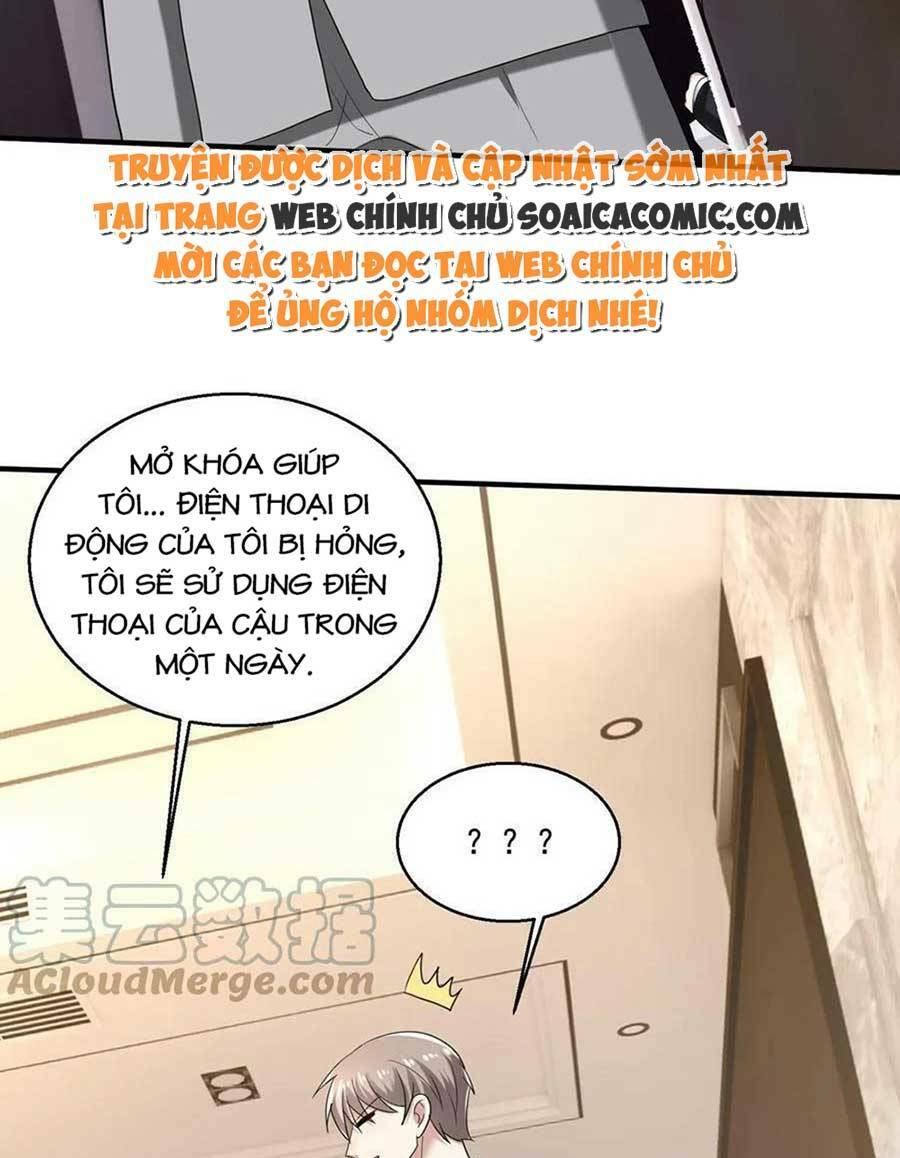 TRUYỆN ĐƯỢC DỊCH VÀ CẬP NHẬT SỚM NHẤT
TẠI TRANG WEB CHÍNH CHỦ SOAICACOMIC.COM
MỜI CÁC BẠN ĐỌC TẠI WEB CHÍNH CHỦ
ĐỂ ỦNG HỘ NHÓM DỊCH NHÉ!
MỞ KHÓA GIÚP
TÔI... ĐIỆN THOẠI DI
ĐỘNG CỦA TÔI BỊ HỎNG,
TÔI SẼ SỬ DỤNG ĐIỆN
THOẠI CỦA CẬU TRONG
MỘT NGÀY.
? ? ?
集云数据
AcloudMerge.com